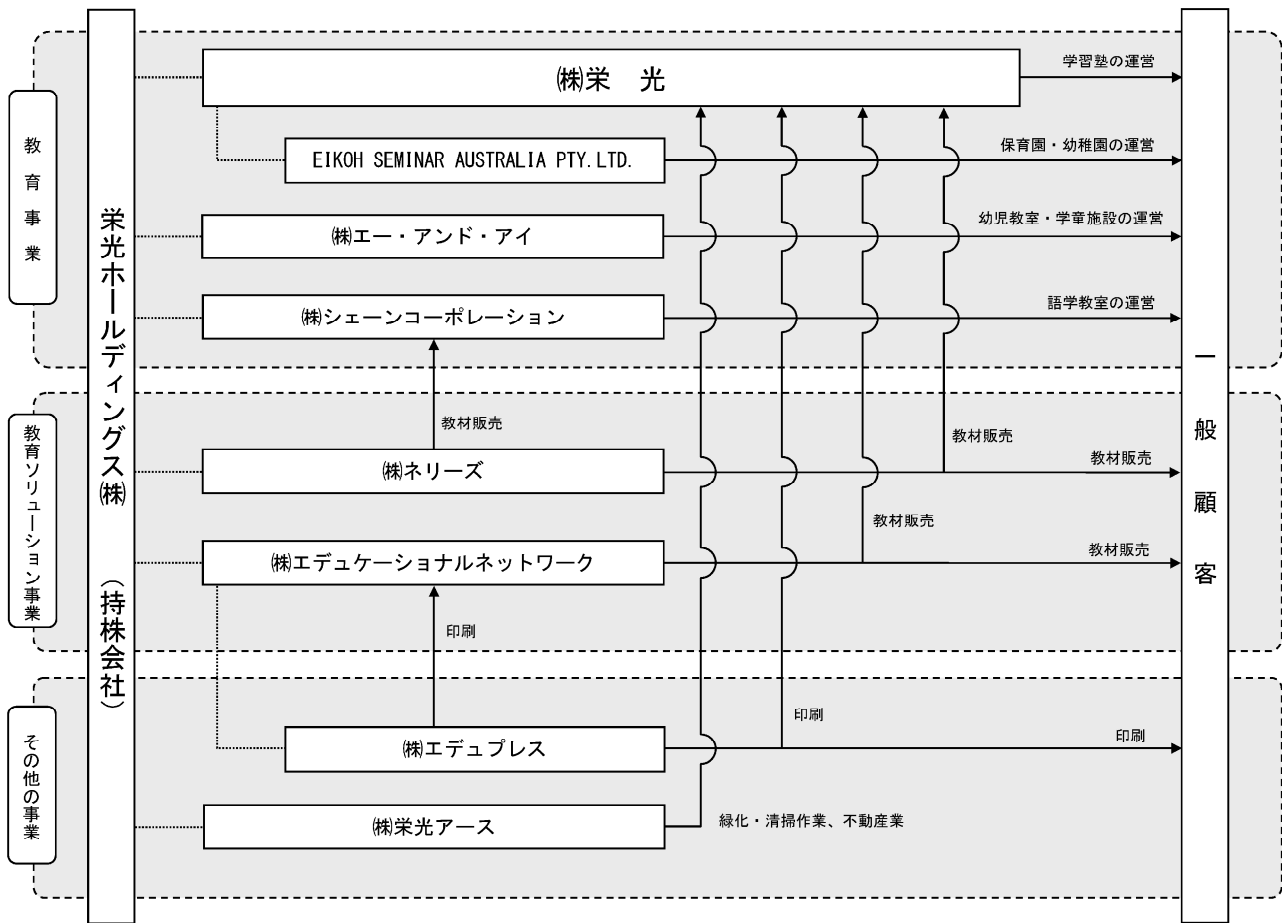 栄光ホールディングス㈱ (持株会社)
教育事業
㈱栄 光
学習塾の運営
EIKOH SEMINAR AUSTRALIA PTY.LTD.
保育園・幼稚園の運営
㈱エー・アンド・アイ
幼児教室・学童施設の運営
㈱シェーンコーポレーション
語学教室の運営
教育ソリューション事業
教材販売
㈱ネリーズ
教材販売
教材販売
㈱エデュケーショナルネットワーク
教材販売
教材販売
印刷
その他の事業
㈱エデュプレス
印刷
印刷
㈱栄光アース
緑化・清掃作業、不動産業
一般顧客